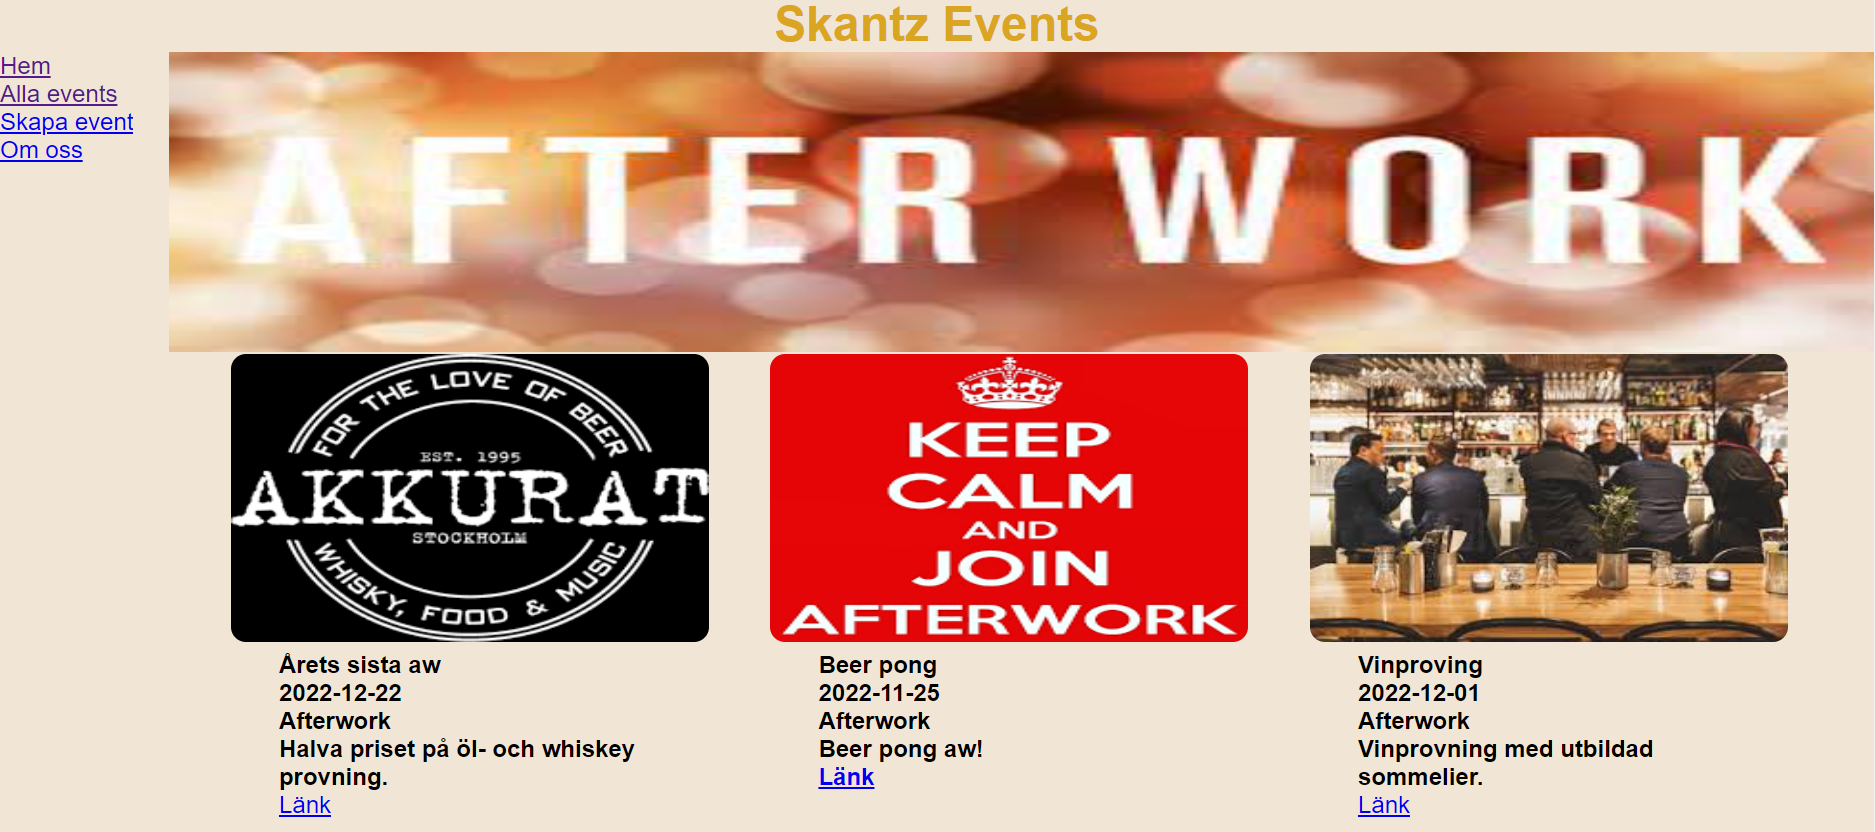 Skantz Events
Hem
Alla events
Skapa event
Om oss
AFTER WORK
FOR THE LOVE OF BEER
EST. 1995
AKKURAT
STOCKHOLM
WHISKY, FOOD & MUSIC
KEEP
CALM
AND
JOIN
AFTERWORK
Årets sista aw
2022-12-22
Afterwork
Halva priset på öl- och whiskey
provning.
Länk
Beer pong
2022-11-25
Afterwork
Beer pong aw!
Länk
Vinproving
2022-12-01
Afterwork
Vinprovning med utbildad
sommelier.
Länk